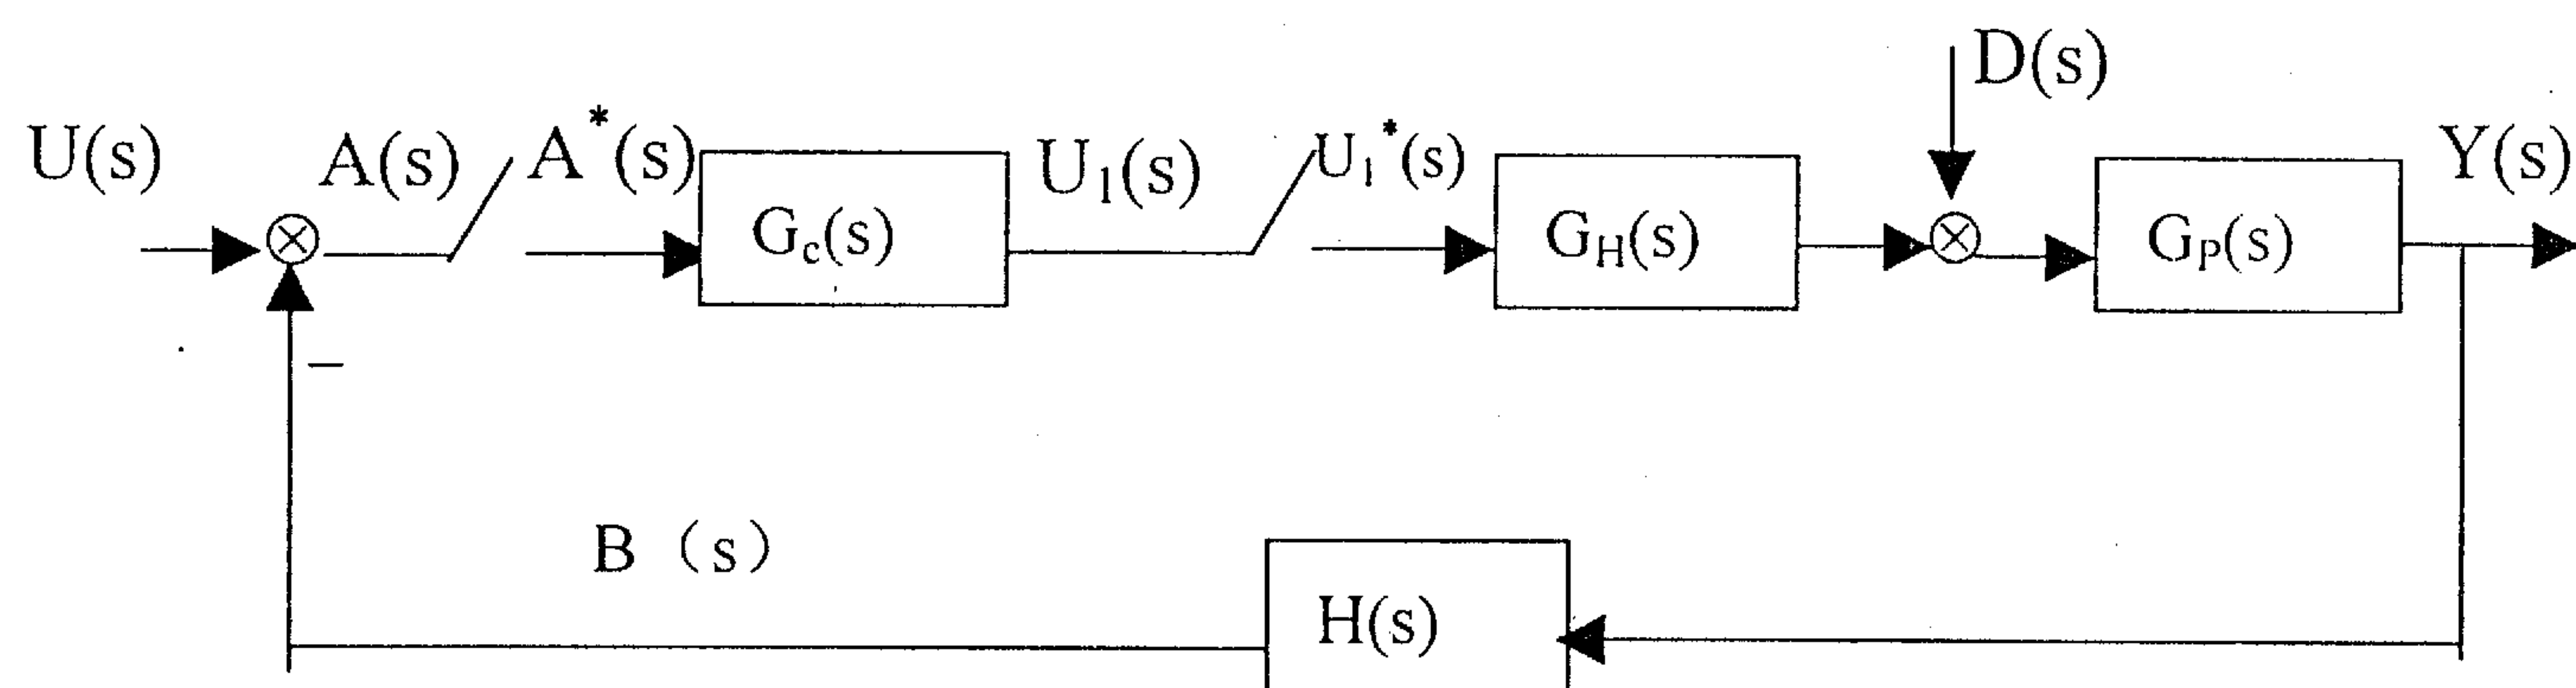 D(s)
U(s)
A(s)
A*(s)
U₁(s)
U₁*(s)
Y(s)
⊗
Gc(s)
GH(s)
⊗
GP(s)
–
B（s）
H(s)